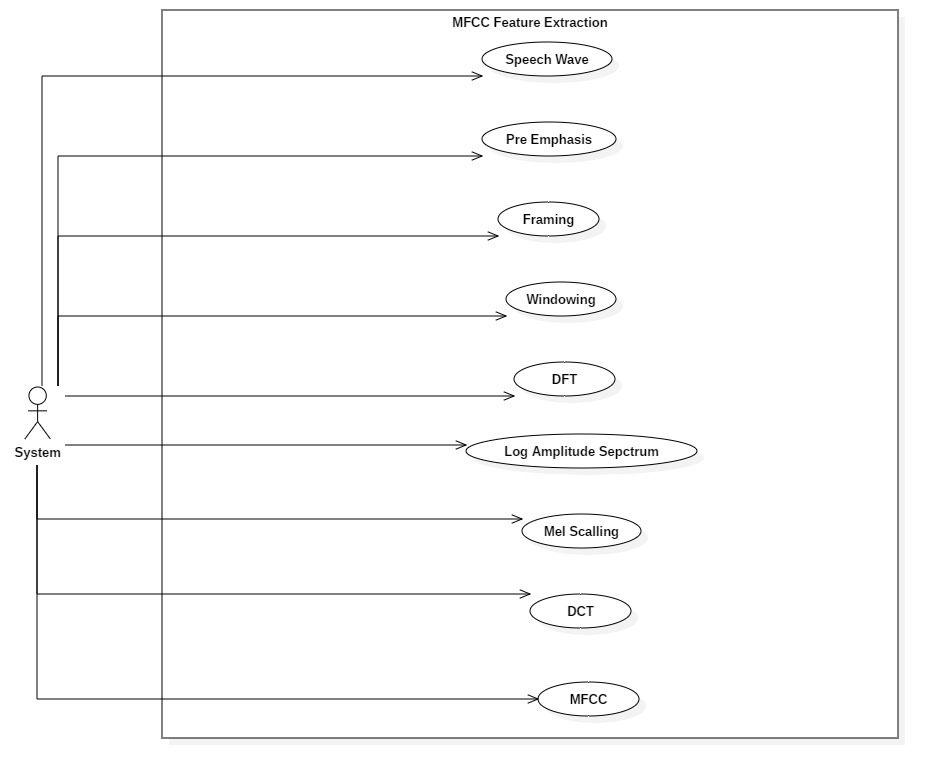 MFCC Feature Extraction
Speech Wave
Pre Emphasis
Framing
Windowing
DFT
System
Log Amplitude Sepctrum
Mel Scalling
DCT
MFCC